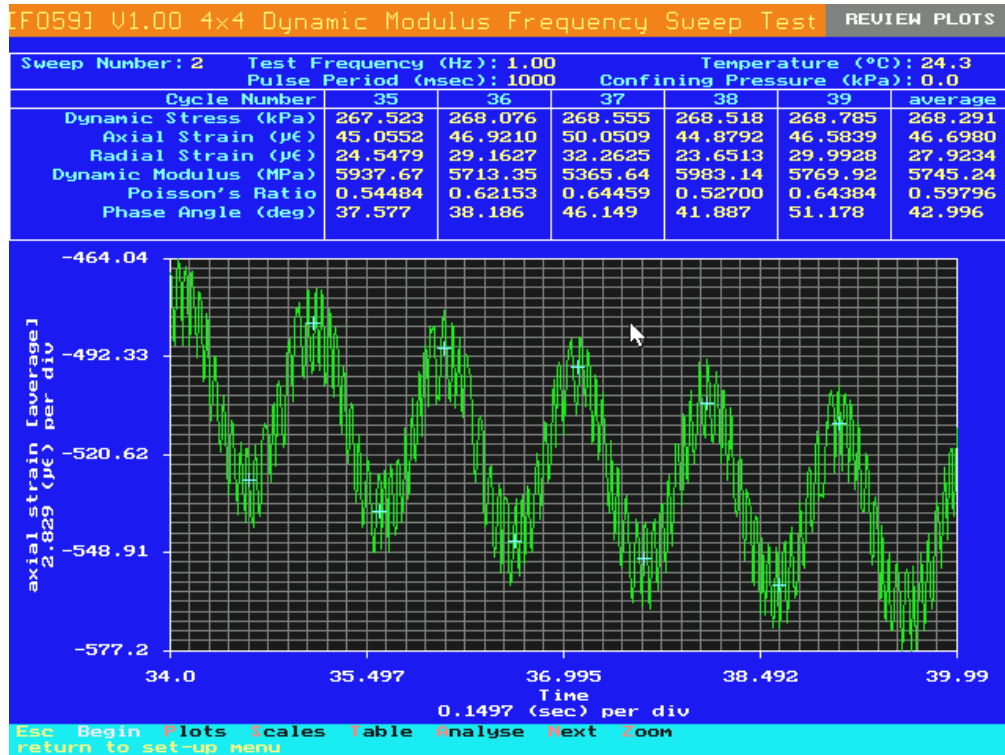 [F059] V1.00 4x4 Dynamic Modulus Frequency Sweep Test REVIEW PLOTS
Sweep Number: 2 Test Frequency (Hz): 1.00 Temperature (ºC): 24.3
Pulse Period (msec): 1000 Confining Pressure (kPa): 0.0
Cycle Number 35 36 37 38 39 average
Dynamic Stress (kPa) 267.523 268.076 268.555 268.518 268.785 268.291
Axial Strain (µε) 45.0552 46.9210 50.0509 44.8792 46.5839 46.6980
Radial Strain (µε) 24.5479 29.1627 32.2625 23.6513 29.9928 27.9234
Dynamic Modulus (MPa) 5937.67 5713.35 5365.64 5983.14 5769.92 5745.24
Poisson's Ratio 0.54484 0.62153 0.64459 0.52700 0.64384 0.59796
Phase Angle (deg) 37.577 38.186 46.149 41.887 51.178 42.996
-464.04
-492.33
-520.62
-548.91
-577.2
axial strain [average]
2.829 (µε) per div
34.0 35.497 36.995 38.492 39.99
Time
0.1497 (sec) per div
Esc Begin Plots Scales Table Analyse Next Zoom
return to set-up menu